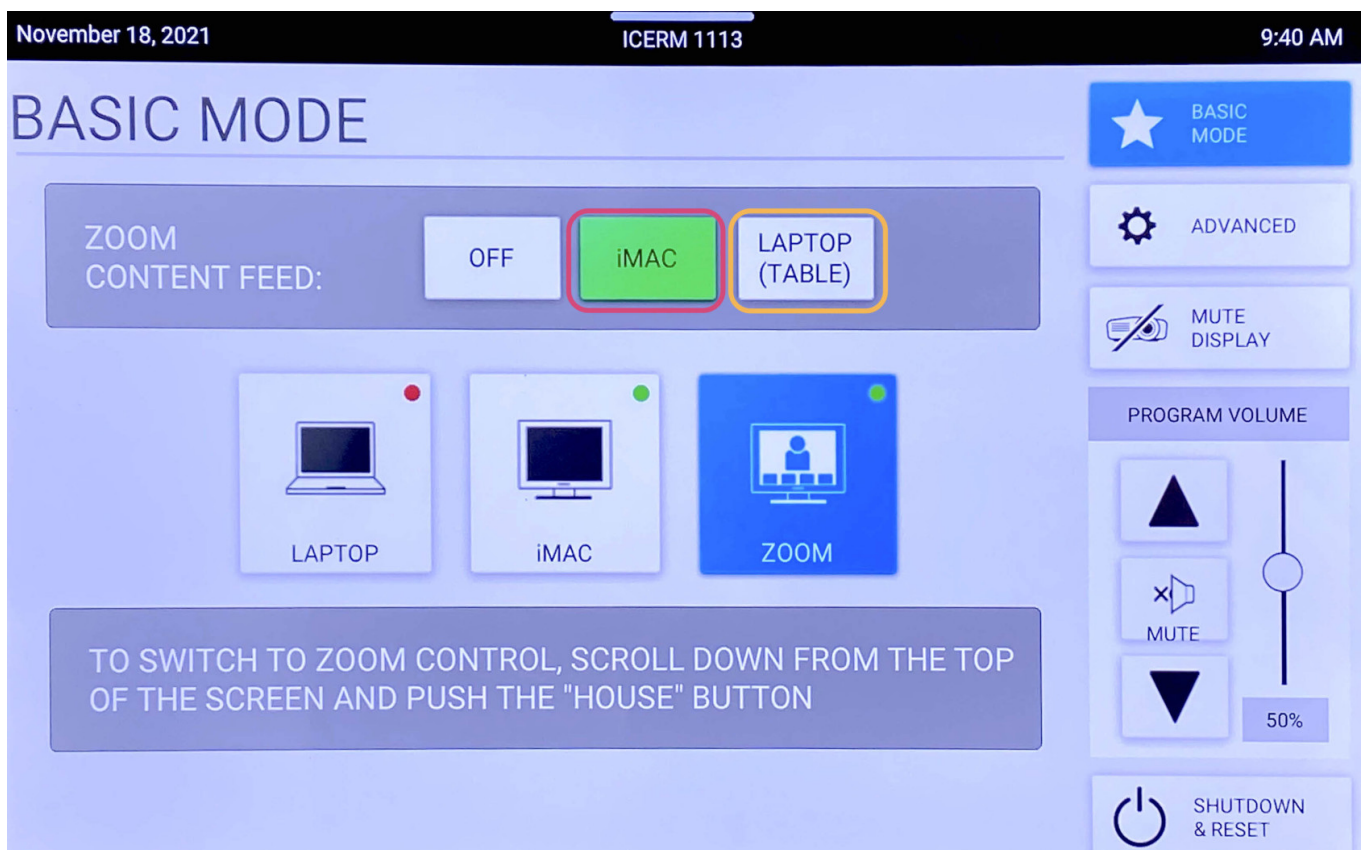 November 18, 2021
ICERM 1113
9:40 AM
BASIC MODE
ZOOM
CONTENT FEED:
OFF
iMAC
LAPTOP
(TABLE)
LAPTOP
iMAC
ZOOM
TO SWITCH TO ZOOM CONTROL, SCROLL DOWN FROM THE TOP
OF THE SCREEN AND PUSH THE "HOUSE" BUTTON
BASIC
MODE
ADVANCED
MUTE
DISPLAY
PROGRAM VOLUME
MUTE
50%
SHUTDOWN
& RESET